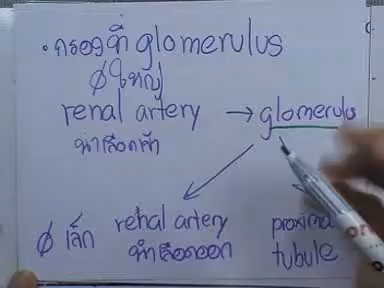 • กรองที่ glomerulus
Ø ใหญ่
renal artery → glomerulus
นำเลือดเข้า
Ø เล็ก renal artery
นำเลือดออก
proximal
tubule